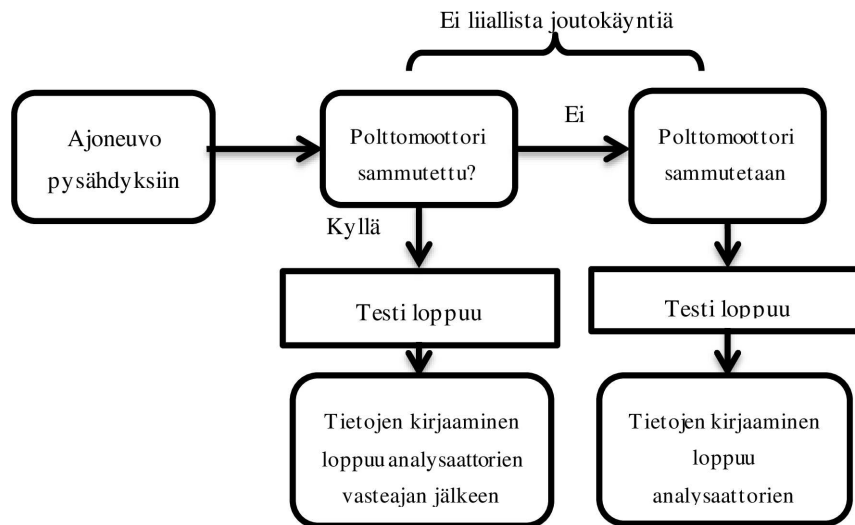 Ei liiallista joutokäyntiä
Ajoneuvo
pysähdyksiin
Polttomoottori
sammutettu?
Ei
Polttomoottori
sammutetaan
Kyllä
Testi loppuu
Testi loppuu
Tietojen kirjaaminen
loppuu analysaattorien
vasteajan jälkeen
Tietojen kirjaaminen
loppuu
analysaattorien